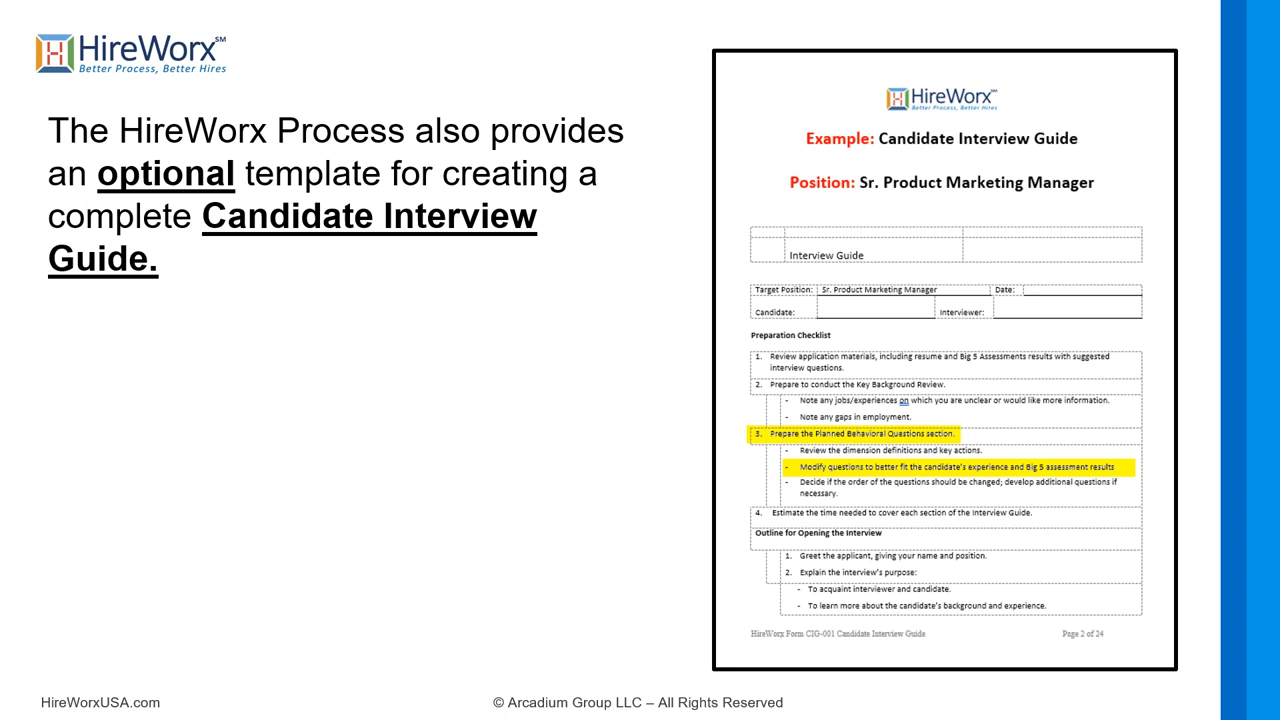 HireWorx℠
Better Process, Better Hires
The HireWorx Process also provides
an optional template for creating a
complete Candidate Interview
Guide.
HireWorx℠
Better Process, Better Hires
Example: Candidate Interview Guide
Position: Sr. Product Marketing Manager
Interview Guide
Target Position: Sr. Product Marketing Manager Date:
Candidate: Interviewer:
Preparation Checklist
1. Review application materials, including resume and Big 5 Assessments results with suggested
interview questions.
2. Prepare to conduct the Key Background Review.
- Note any jobs/experiences on which you are unclear or would like more information.
- Note any gaps in employment.
3. Prepare the Planned Behavioral Questions section.
- Review the dimension definitions and key actions.
- Modify questions to better fit the candidate's experience and Big 5 assessment results
- Decide if the order of the questions should be changed; develop additional questions if
necessary.
4. Estimate the time needed to cover each section of the Interview Guide.
Outline for Opening the Interview
1. Greet the applicant, giving your name and position.
2. Explain the interview's purpose:
- To acquaint interviewer and candidate.
- To learn more about the candidate's background and experience.
HireWorx Form CIG-001 Candidate Interview Guide Page 2 of 24
HireWorxUSA.com
© Arcadium Group LLC – All Rights Reserved